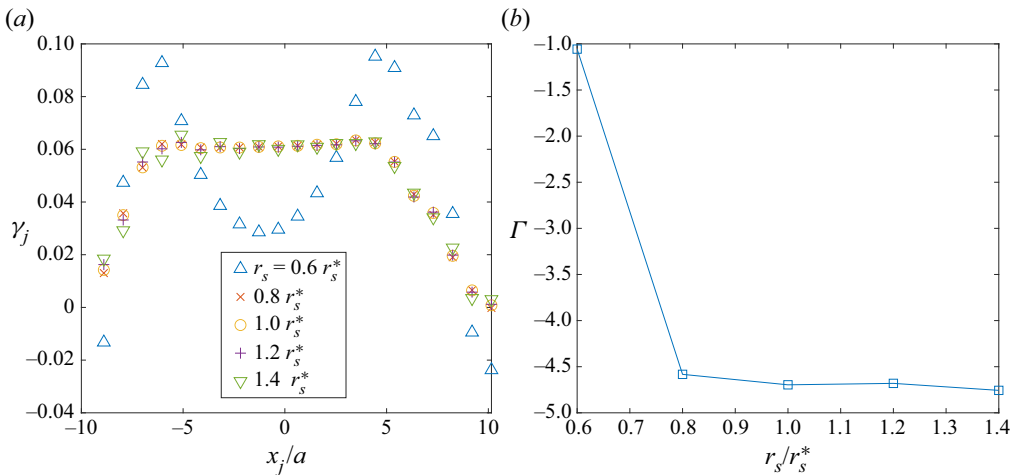 (a)
(b)
0.10
0.08
0.06
0.04
0.02
0
−0.02
−0.04
γj
−10
−5
0
5
10
xj/a
rs = 0.6 rs*
0.8 rs*
1.0 rs*
1.2 rs*
1.4 rs*
−1.0
−1.5
−2.0
−2.5
−3.0
−3.5
−4.0
−4.5
−5.0
Γ
0.6 0.7 0.8 0.9 1.0 1.1 1.2 1.3 1.4
rs/rs*